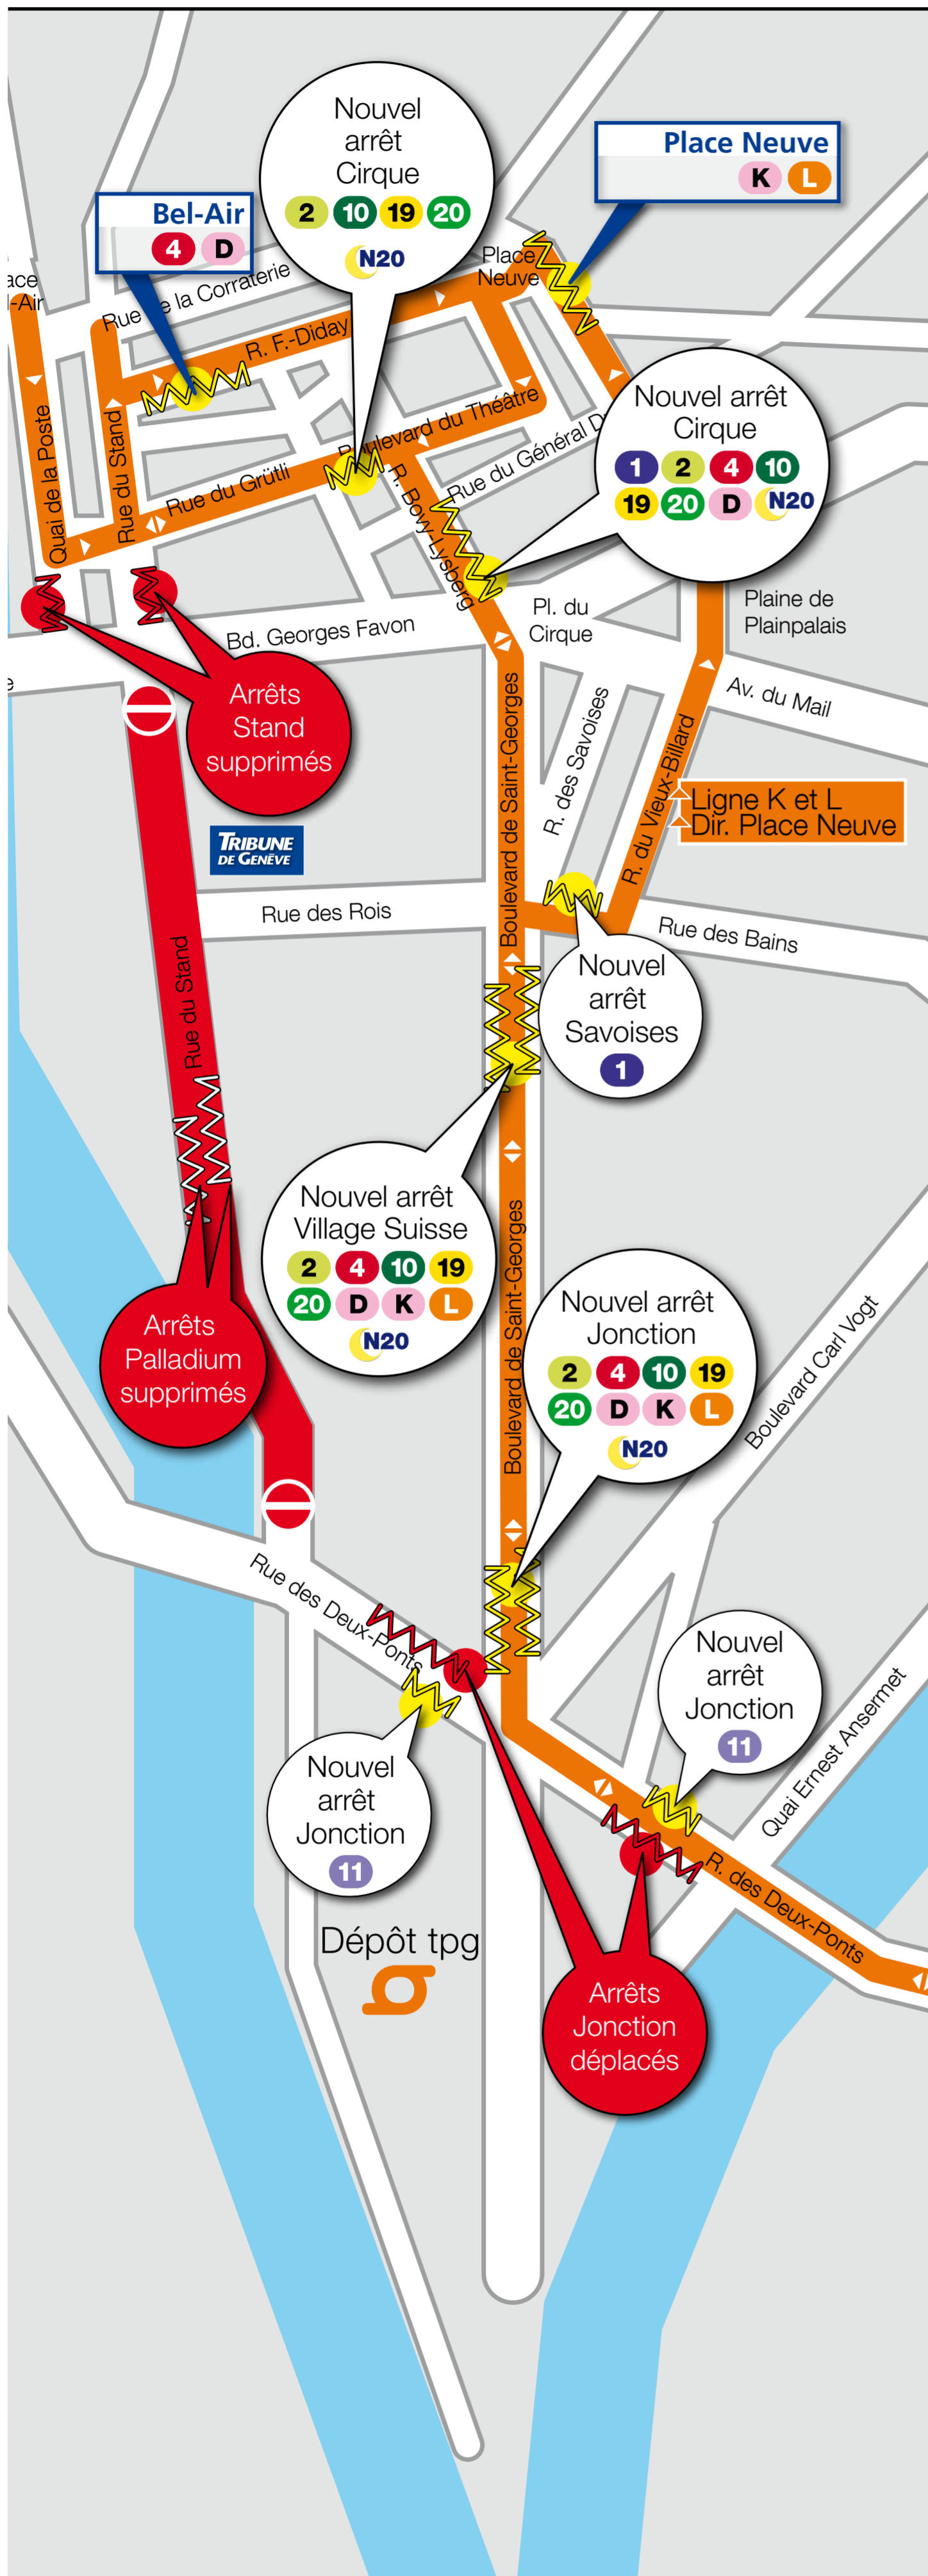 Nouvel
arrêt
Cirque
2 10 19 20
N20
Place Neuve
K L
Bel-Air
4 D
Place
Neuve
Rue de la Corraterie
R. F.-Diday
Boulevard du Théâtre
Rue du Grütli
Quai de la Poste
Rue du Stand
R. Bovy-Lysberg
Rue du Général
Nouvel arrêt
Cirque
1 2 4 10
19 20 D N20
Pl. du
Cirque
Plaine de
Plainpalais
Bd. Georges Favon
Av. du Mail
Arrêts
Stand
supprimés
TRIBUNE
DE GENÈVE
Boulevard de Saint-Georges
R. des Savoises
R. du Vieux-Billard
Ligne K et L
Dir. Place Neuve
Rue des Rois
Rue des Bains
Rue du Stand
Nouvel
arrêt
Savoises
1
Nouvel arrêt
Village Suisse
2 4 10 19
20 D K L
N20
Arrêts
Palladium
supprimés
Boulevard de Saint-Georges
Nouvel arrêt
Jonction
2 4 10 19
20 D K L
N20
Boulevard Carl Vogt
Rue des Deux-Ponts
Nouvel
arrêt
Jonction
11
Quai Ernest Ansermet
Nouvel
arrêt
Jonction
11
R. des Deux-Ponts
Dépôt tpg
Arrêts
Jonction
déplacés